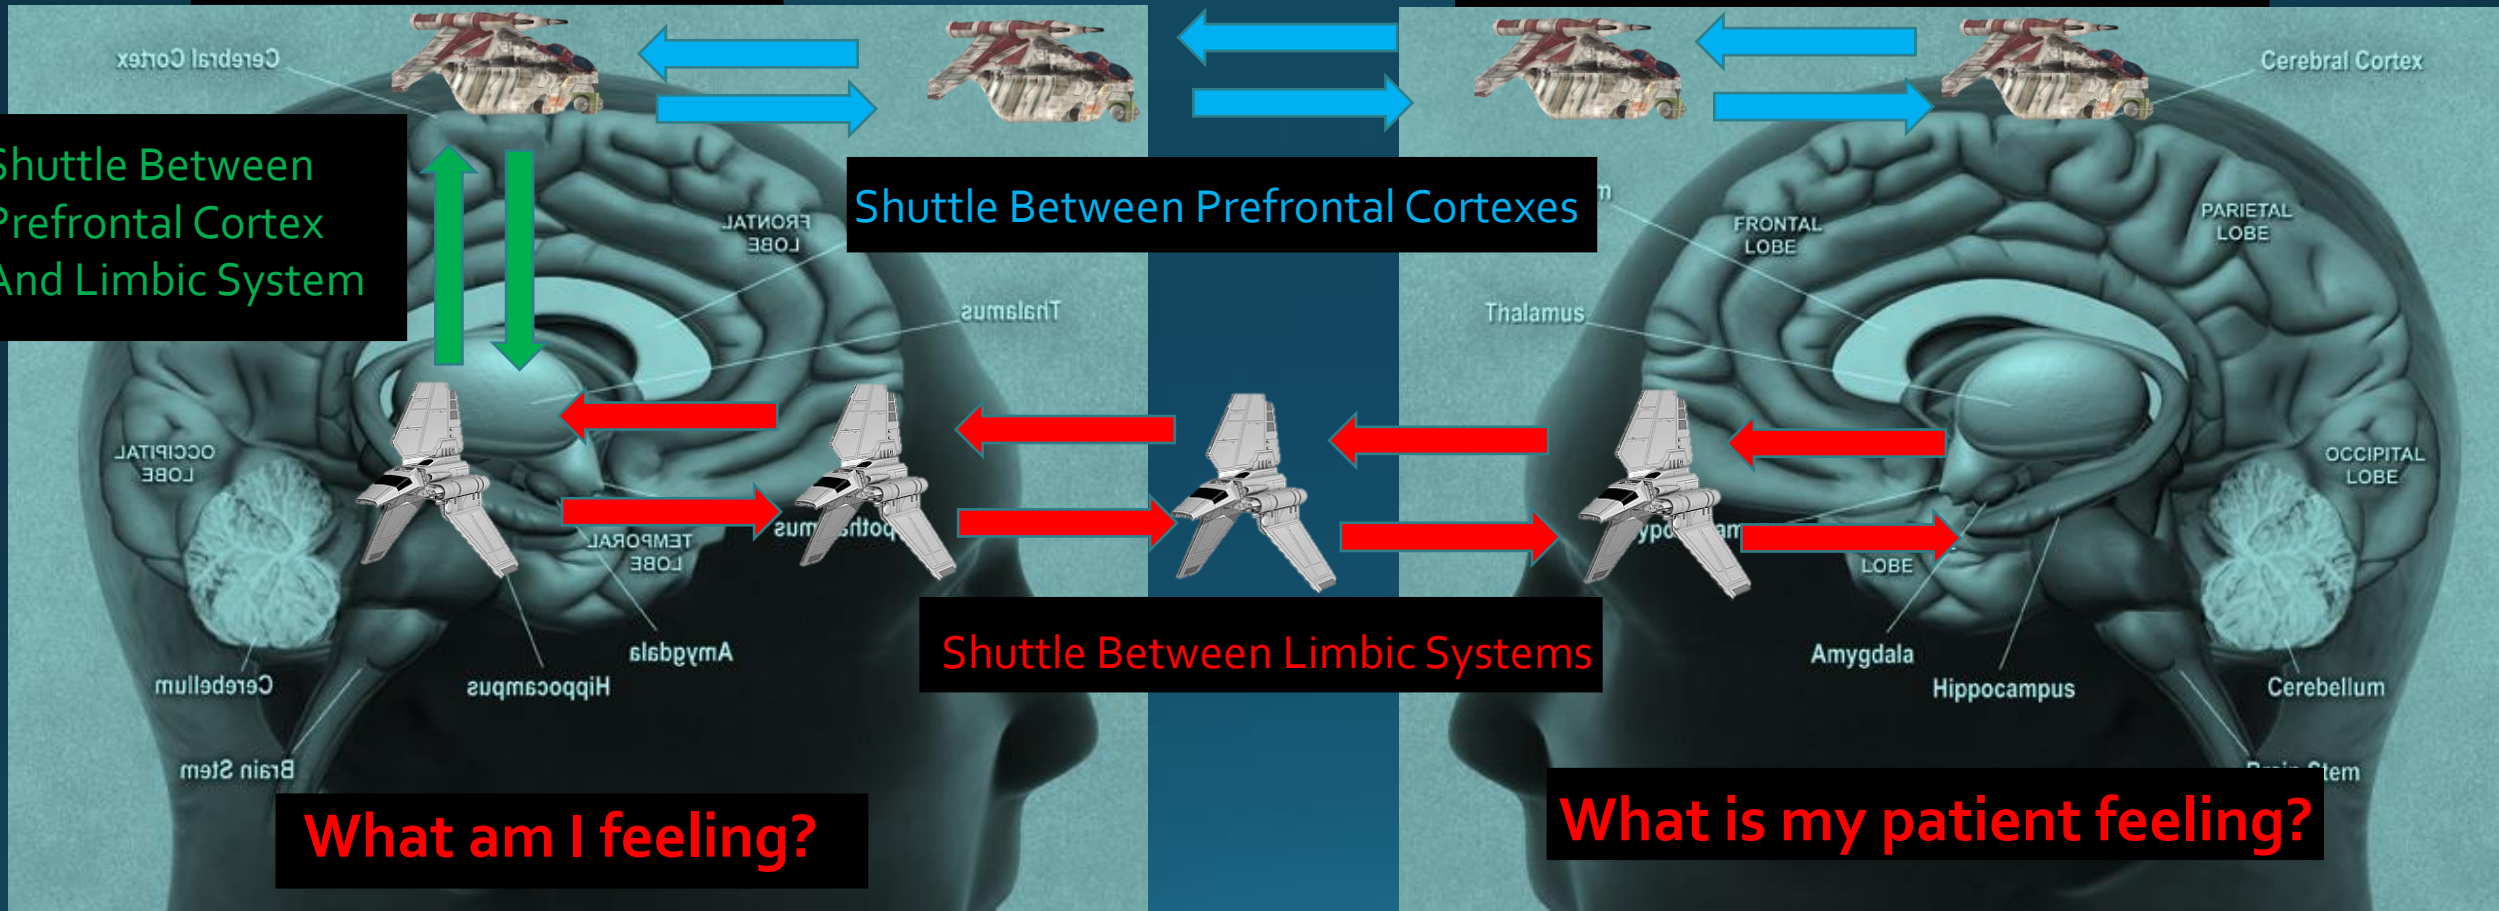 Cerebral Cortex
Cerebral Cortex
Shuttle Between
Prefrontal Cortex
And Limbic System
Shuttle Between Prefrontal Cortexes
FRONTAL
LOBE
FRONTAL
LOBE
PARIETAL
LOBE
Thalamus
Thalamus
OCCIPITAL
LOBE
OCCIPITAL
LOBE
TEMPORAL
LOBE
LOBE
Shuttle Between Limbic Systems
Amygdala
Hippocampus
Cerebellum
Amygdala
Hippocampus
Cerebellum
Brain Stem
What am I feeling?
What is my patient feeling?